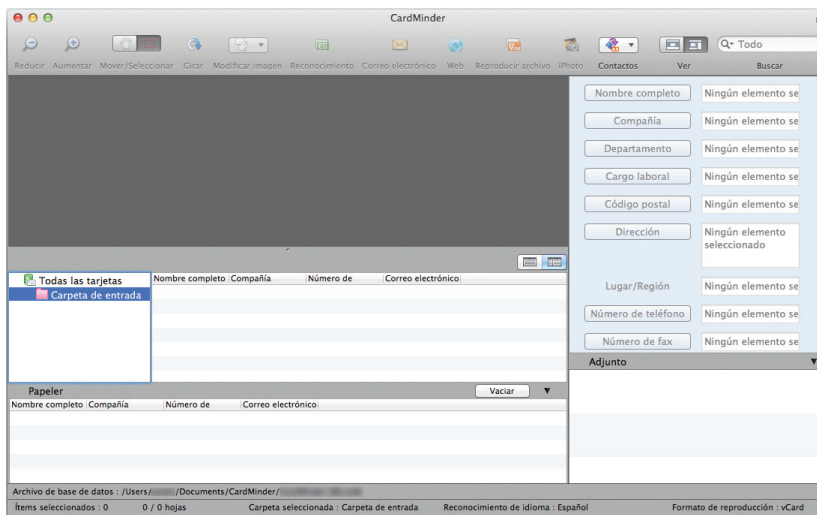 CardMinder
Todo
Reducir Aumentar Mover/Seleccionar Girar Modificar imagen Reconocimiento Correo electrónico Web Reproducir archivo iPhoto Contactos Ver Buscar
Nombre completo Ningún elemento se
Compañía Ningún elemento se
Departamento Ningún elemento se
Cargo laboral Ningún elemento se
Código postal Ningún elemento se
Dirección Ningún elemento
seleccionado
Lugar/Región Ningún elemento se
Número de teléfono Ningún elemento se
Número de fax Ningún elemento se
Adjunto
Todas las tarjetas
Carpeta de entrada
Nombre completo Compañía Número de Correo electrónico
Papeler Vaciar
Nombre completo Compañía Número de Correo electrónico
Archivo de base de datos : /Users/ /Documents/CardMinder/
Ítems seleccionados : 0 0 / 0 hojas Carpeta seleccionada : Carpeta de entrada Reconocimiento de idioma : Español Formato de reproducción : vCard